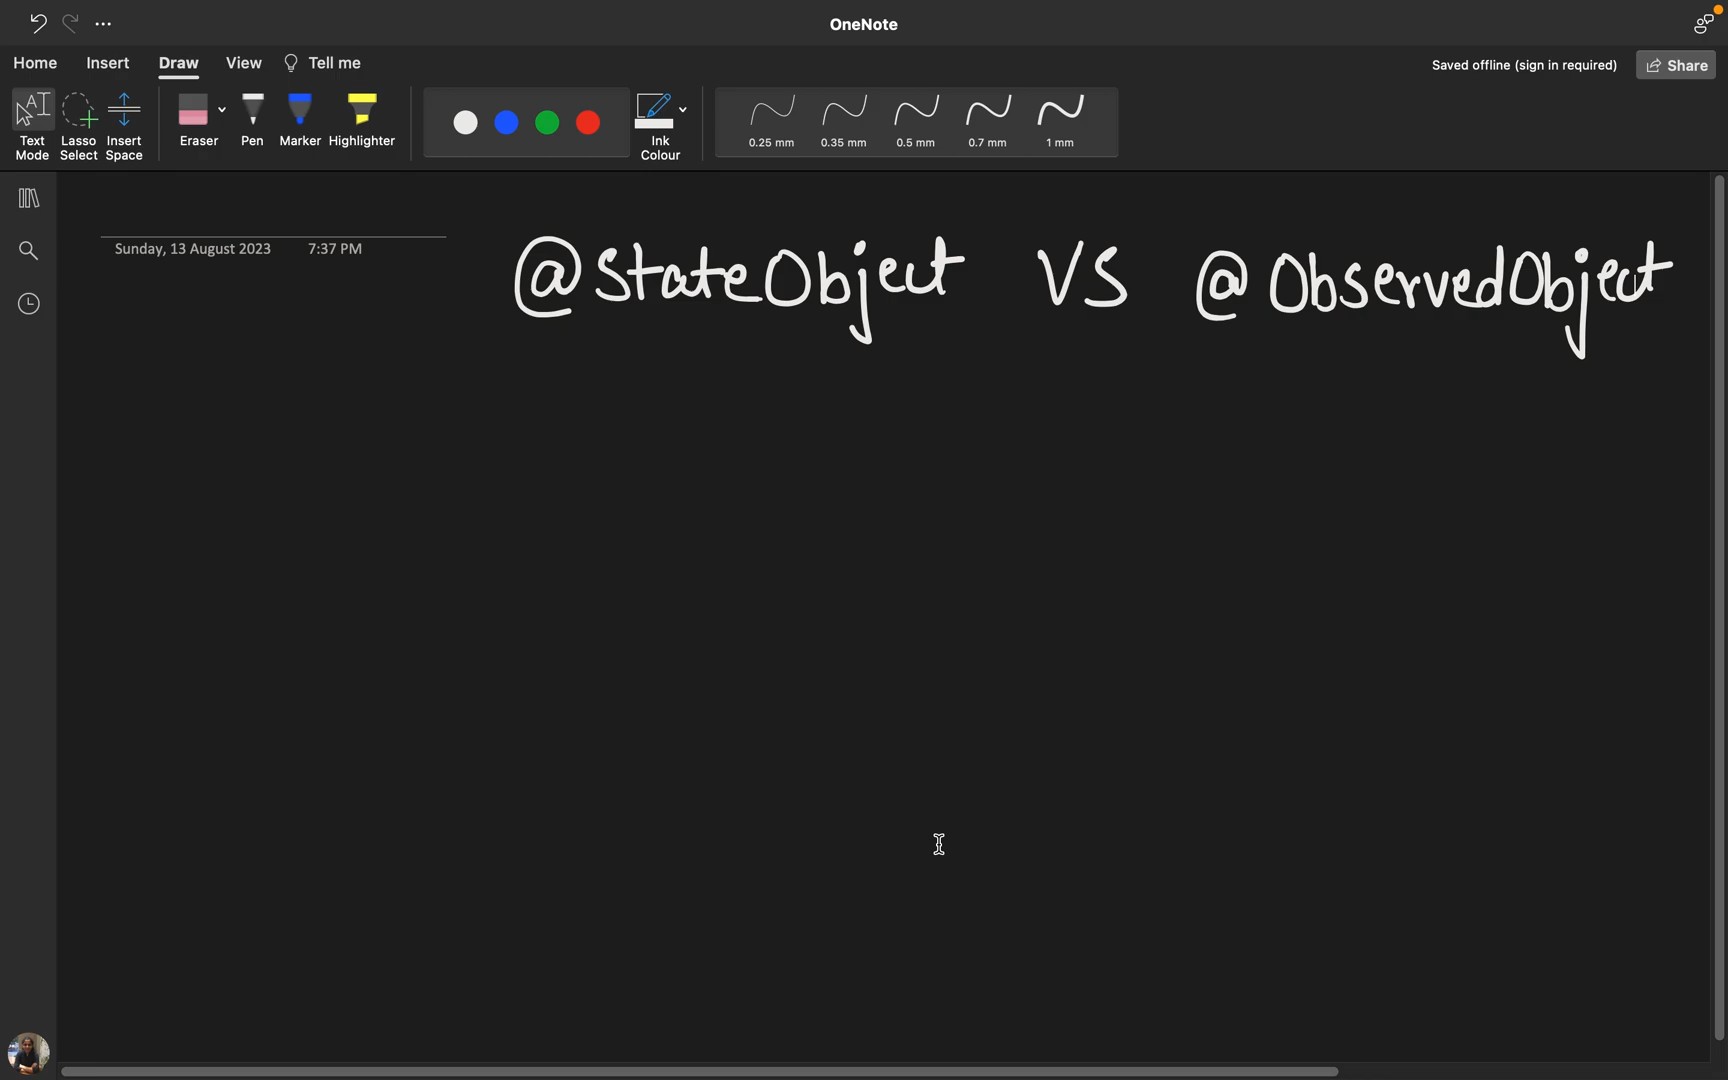 OneNote
Home Insert Draw View Tell me
Saved offline (sign in required) Share
Text Mode
Lasso Select
Insert Space
Eraser
Pen
Marker
Highlighter
Ink Colour
0.25 mm 0.35 mm 0.5 mm 0.7 mm 1 mm
Sunday, 13 August 2023 7:37 PM
@StateObject VS @ObservedObject